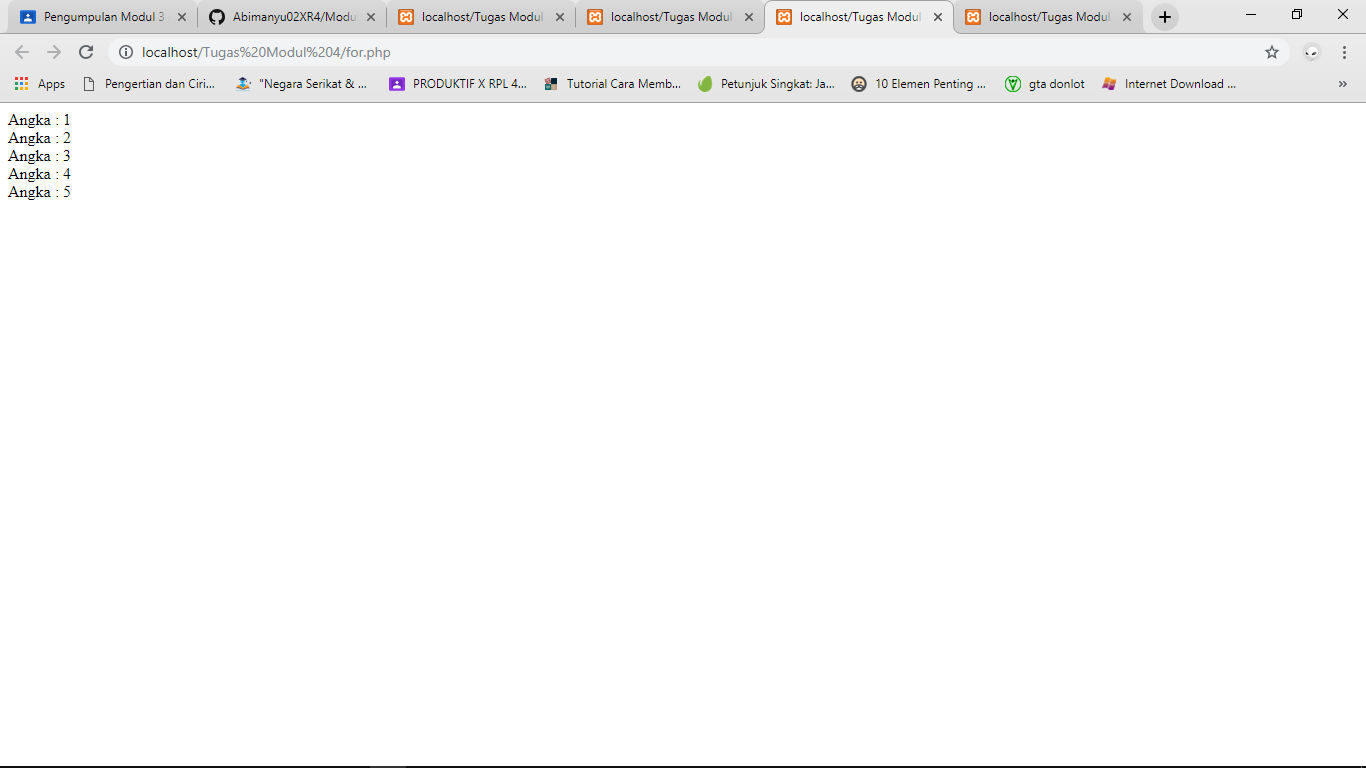 Pengumpulan Modul 3
Abimanyu02XR4/Modu
localhost/Tugas Modul
localhost/Tugas Modul
localhost/Tugas Modul
localhost/Tugas Modul
localhost/Tugas%20Modul%204/for.php
Apps
Pengertian dan Ciri...
"Negara Serikat & ...
PRODUKTIF X RPL 4...
Tutorial Cara Memb...
Petunjuk Singkat: Ja...
10 Elemen Penting ...
gta donlot
Internet Download ...
Angka : 1
Angka : 2
Angka : 3
Angka : 4
Angka : 5